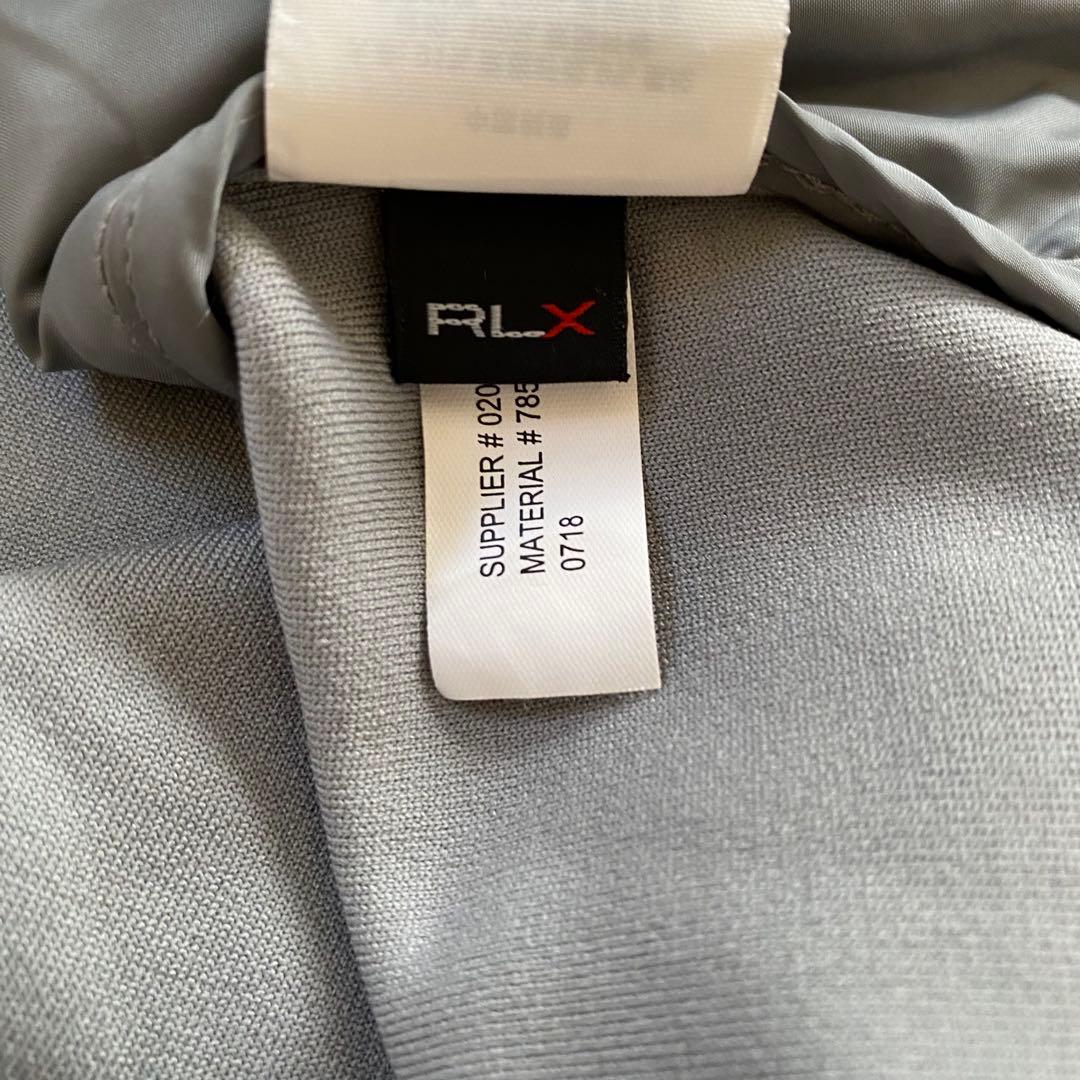 RLX
SUPPLIER # 020
MATERIAL # 785
0718